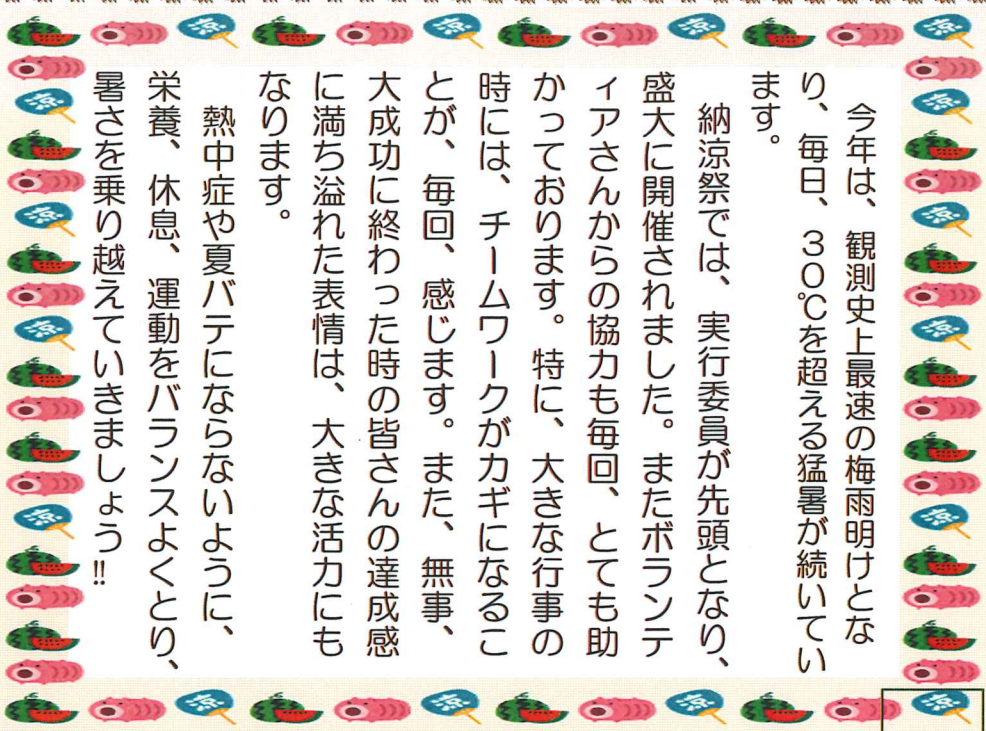 今年は、観測史上最速の梅雨明けとな
り、毎日、３０℃を超える猛暑が続いてい
ます。
納涼祭では、実行委員が先頭となり、
盛大に開催されました。またボランテ
ィアさんからの協力も毎回、とても助
かっております。特に、大きな行事の
時には、チームワークがカギになるこ
とが、毎回、感じます。また、無事、
大成功に終わった時の皆さんの達成感
に満ち溢れた表情は、大きな活力にも
なります。
熱中症や夏バテにならないように、
栄養、休息、運動をバランスよくとり、
暑さを乗り越えていきましょう‼